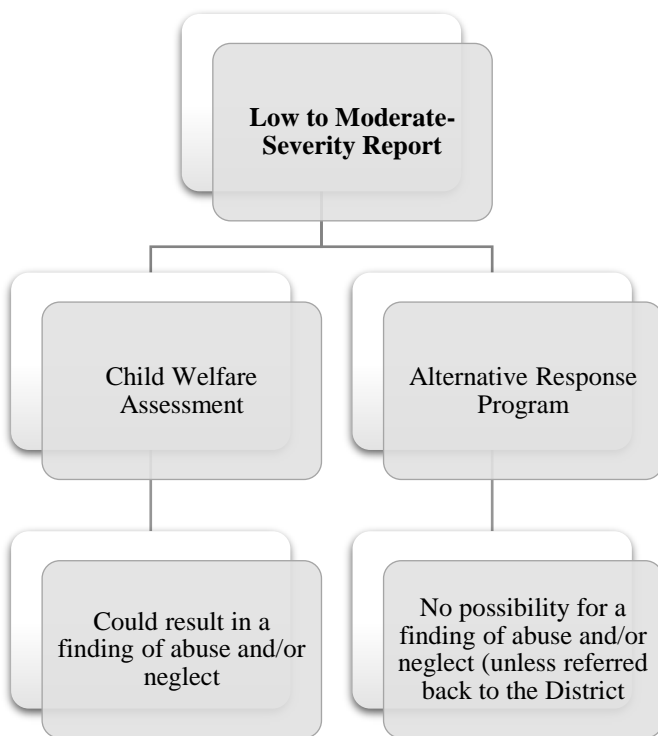 Low to Moderate-
Severity Report
Child Welfare
Assessment
Alternative Response
Program
Could result in a
finding of abuse and/or
neglect
No possibility for a
finding of abuse and/or
neglect (unless referred
back to the District